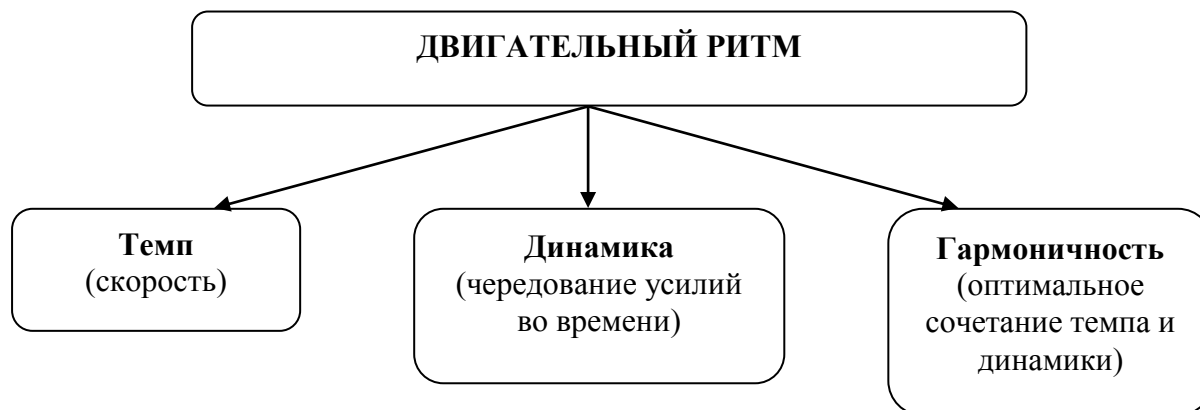 ДВИГАТЕЛЬНЫЙ РИТМ
Темп
(скорость)
Динамика
(чередование усилий
во времени)
Гармоничность
(оптимальное
сочетание темпа и
динамики)